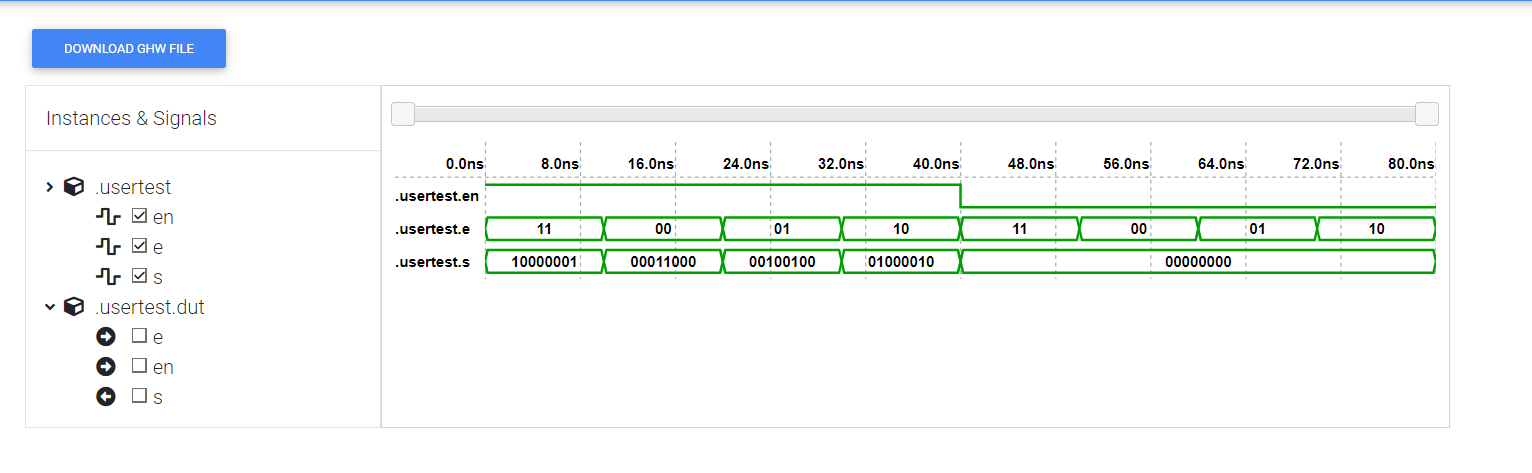 DOWNLOAD GHW FILE
Instances & Signals
.usertest
en
e
s
.usertest.dut
e
en
s
0.0ns 8.0ns 16.0ns 24.0ns 32.0ns 40.0ns 48.0ns 56.0ns 64.0ns 72.0ns 80.0ns
.usertest.en
.usertest.e 11 00 01 10 11 00 01 10
.usertest.s 10000001 00011000 00100100 01000010 00000000